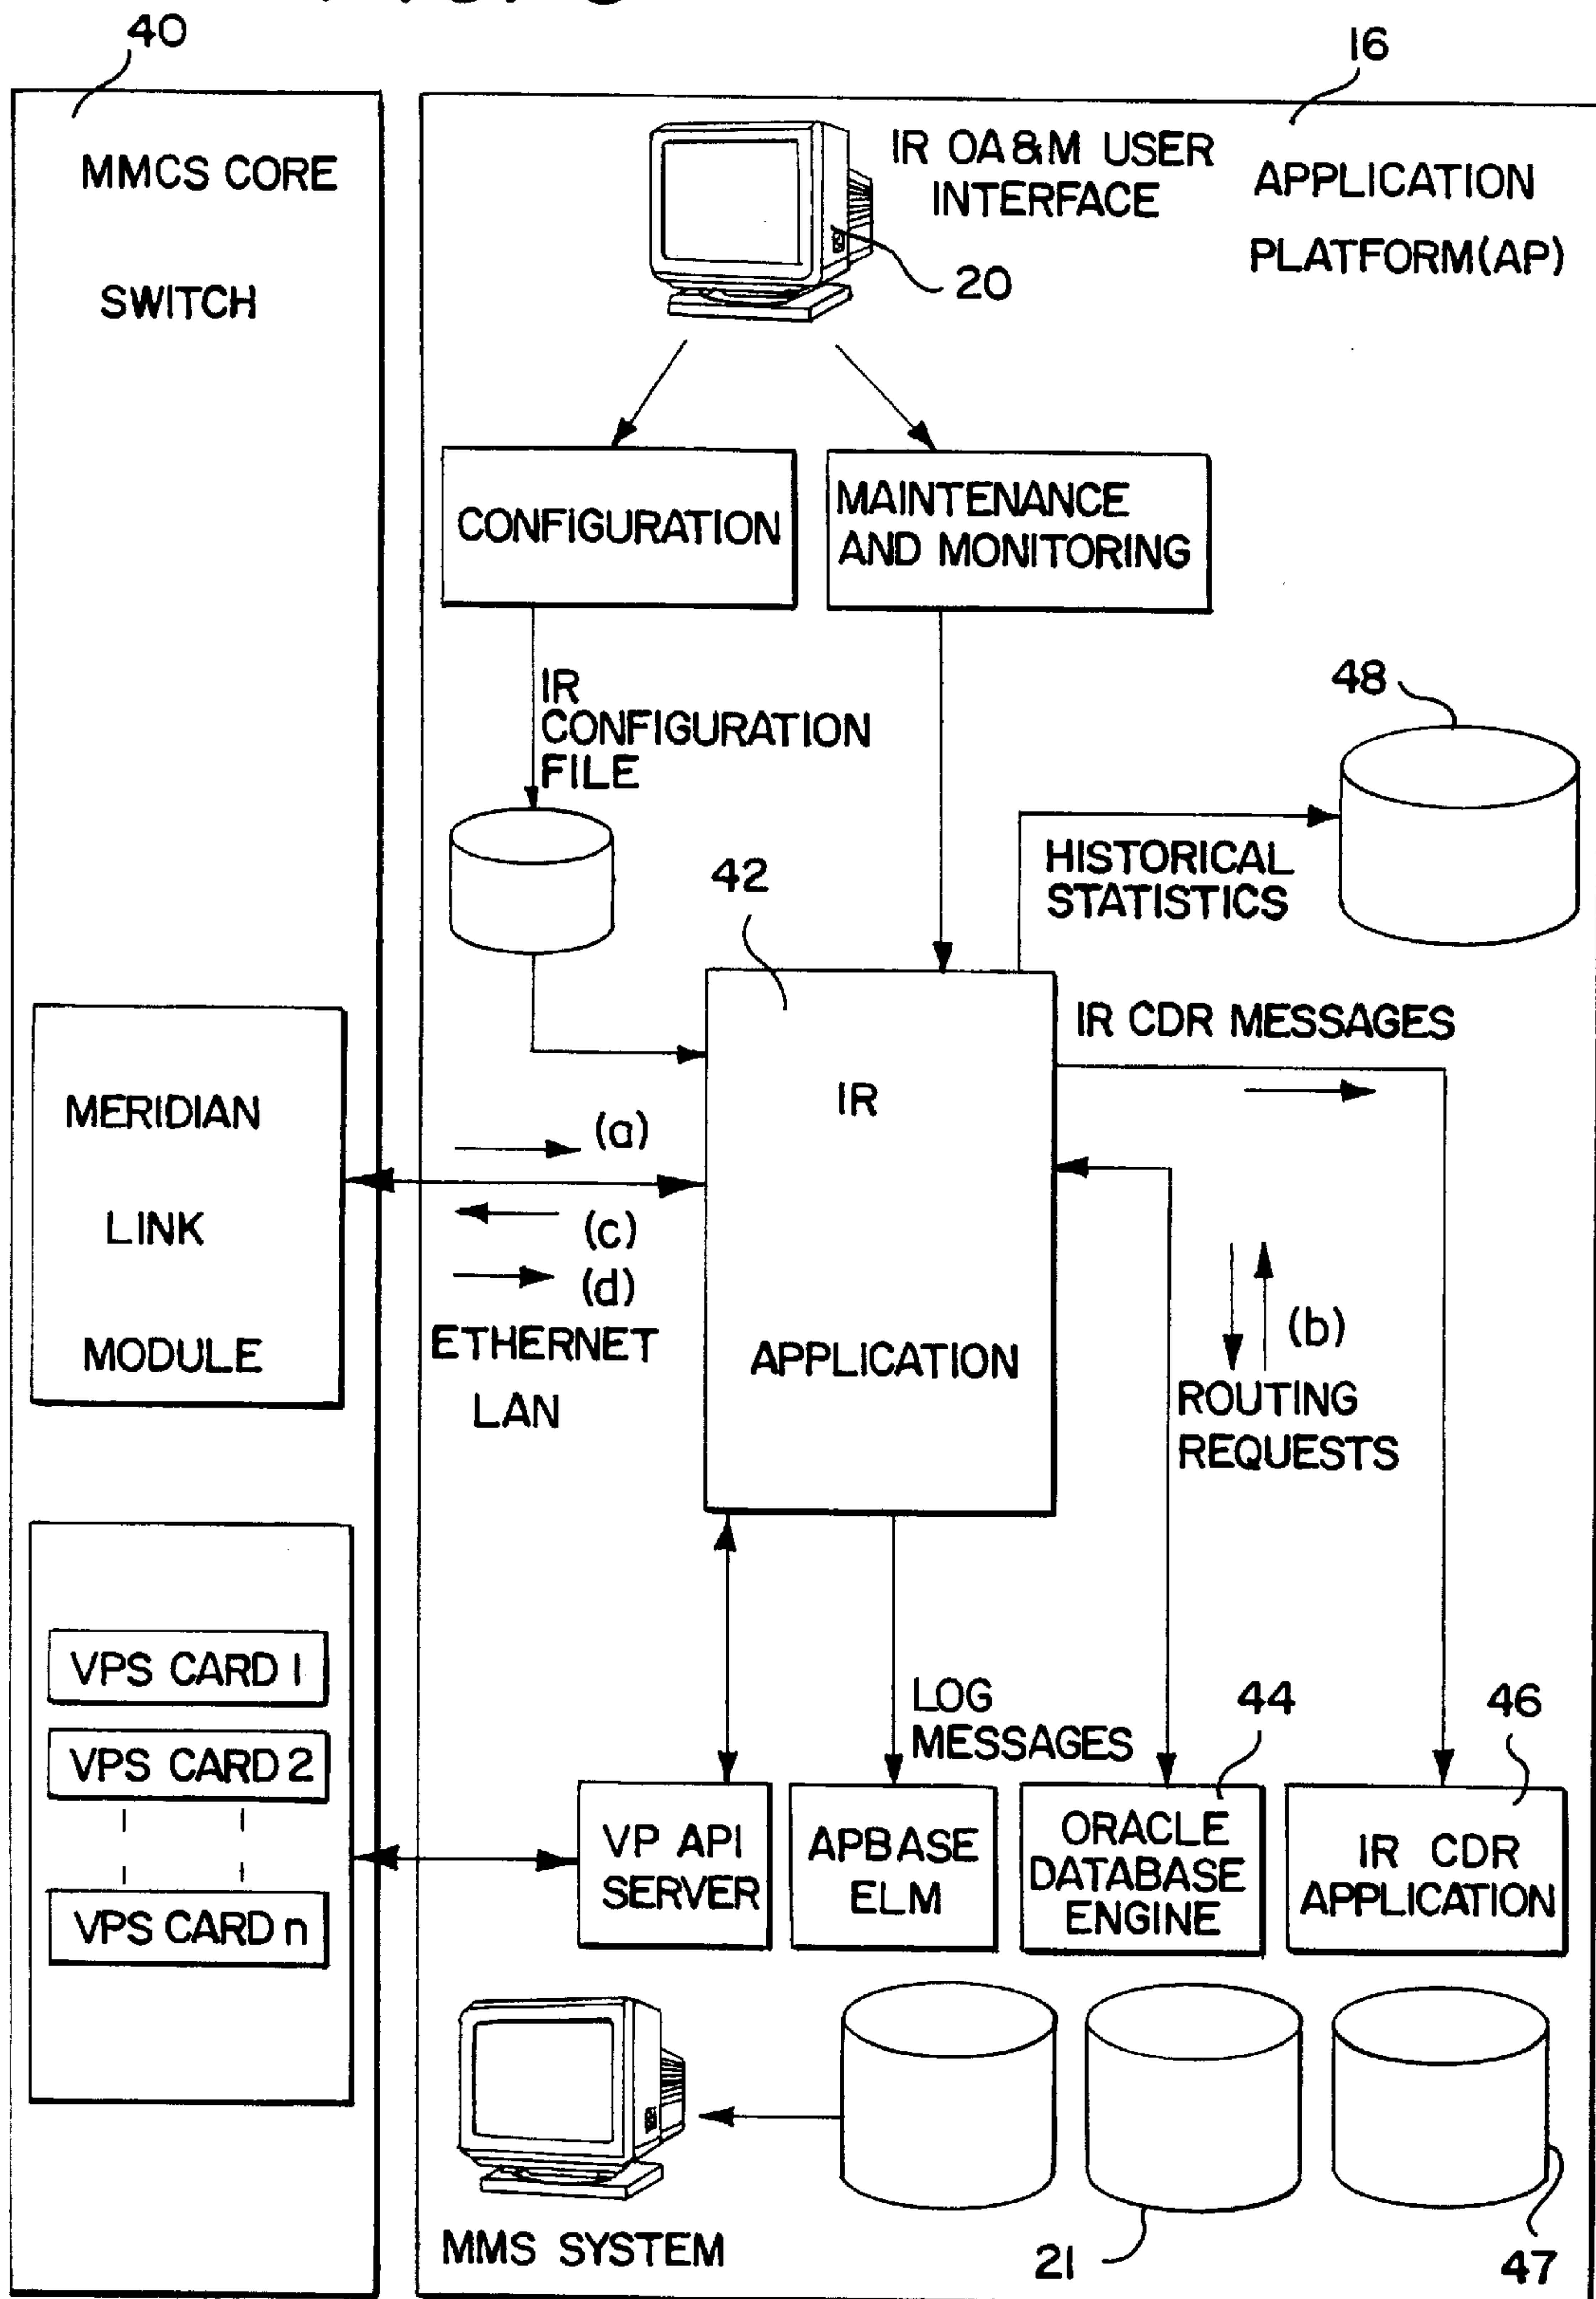 40
16
MMCS CORE
SWITCH
IR OA&M USER
INTERFACE
APPLICATION
PLATFORM(AP)
20
CONFIGURATION
MAINTENANCE
AND MONITORING
IR
CONFIGURATION
FILE
48
HISTORICAL
STATISTICS
42
IR CDR MESSAGES
MERIDIAN
LINK
MODULE
IR
APPLICATION
(a)
(c)
(d)
ETHERNET
LAN
(b)
ROUTING
REQUESTS
VPS CARD 1
VPS CARD 2
VPS CARD n
LOG
MESSAGES
44
46
VP API
SERVER
APBASE
ELM
ORACLE
DATABASE
ENGINE
IR CDR
APPLICATION
MMS SYSTEM
21
47